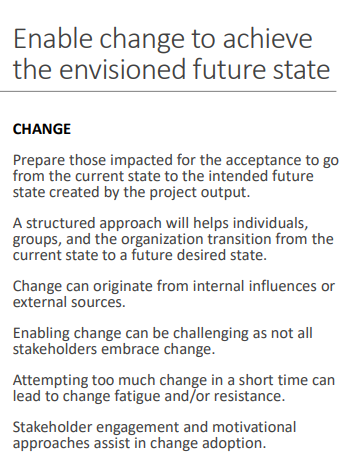 Enable change to achieve
the envisioned future state
CHANGE
Prepare those impacted for the acceptance to go
from the current state to the intended future
state created by the project output.
A structured approach will helps individuals,
groups, and the organization transition from the
current state to a future desired state.
Change can originate from internal influences or
external sources.
Enabling change can be challenging as not all
stakeholders embrace change.
Attempting too much change in a short time can
lead to change fatigue and/or resistance.
Stakeholder engagement and motivational
approaches assist in change adoption.